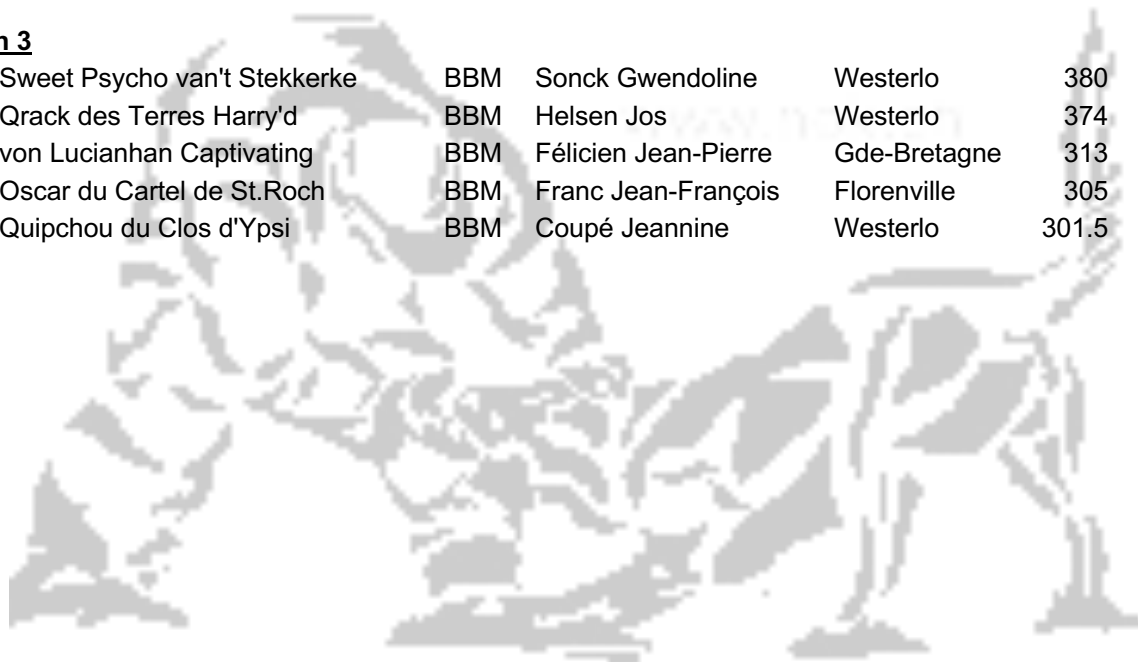 n 3
Sweet Psycho van't Stekkerke BBM Sonck Gwendoline Westerlo 380
Qrack des Terres Harry'd BBM Helsen Jos Westerlo 374
von Lucianhan Captivating BBM Félicien Jean-Pierre Gde-Bretagne 313
Oscar du Cartel de St.Roch BBM Franc Jean-François Florenville 305
Quipchou du Clos d'Ypsi BBM Coupé Jeannine Westerlo 301.5